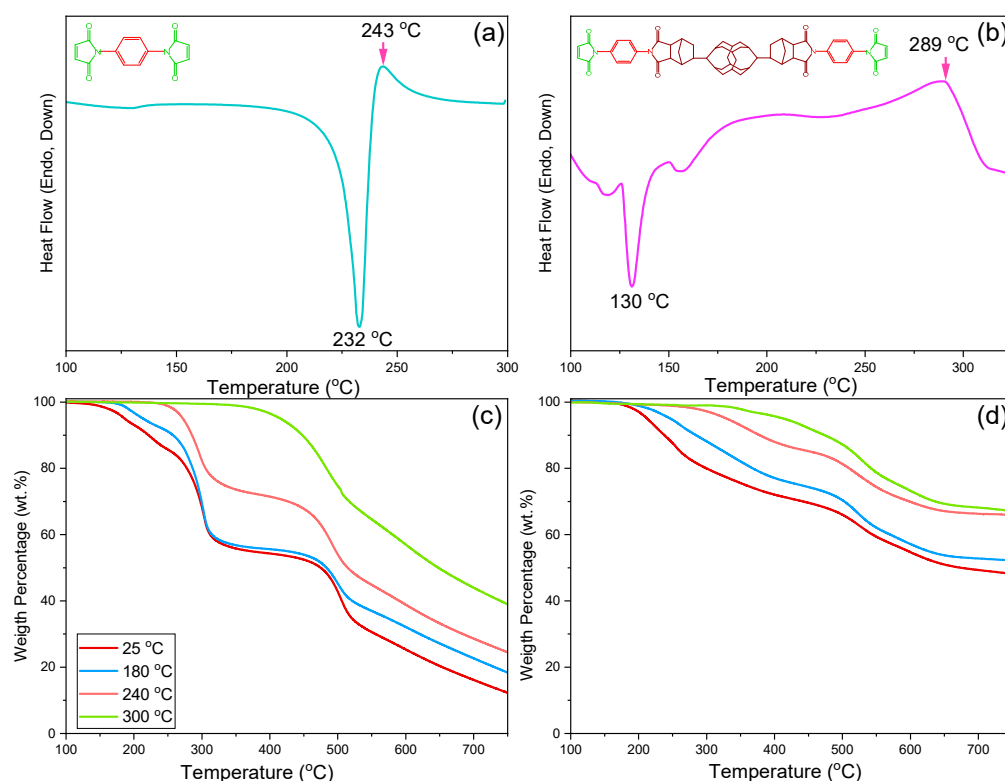 243 °C
(a)
O O
N N
O O
Heat Flow (Endo, Down)
232 °C
100 150 200 250 300
Temperature (°C)
289 °C
(b)
O O O O
N N N N
O O O O
Heat Flow (Endo, Down)
130 °C
100 150 200 250 300
Temperature (°C)
(c)
Weigth Percentage (wt.%)
100
80
60
40
20
0
25 °C
180 °C
240 °C
300 °C
100 200 300 400 500 600 700
Temperature (°C)
(d)
Weigth Percentage (wt.%)
100
80
60
40
20
0
100 200 300 400 500 600 700
Temperature (°C)